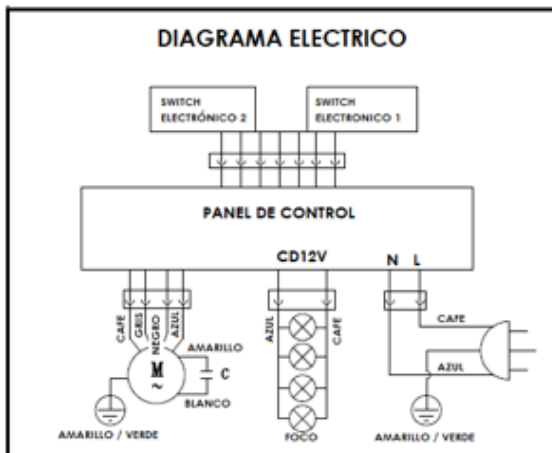 DIAGRAMA ELECTRICO
SWITCH
ELECTRÓNICO 2
SWITCH
ELECTRONICO 1
PANEL DE CONTROL
CD12V
N L
CAFE
GRIS
NEGRO
AZUL
AMARILLO
M
~
C
BLANCO
AMARILLO / VERDE
AZUL
CAFE
FOCO
CAFE
AZUL
AMARILLO / VERDE